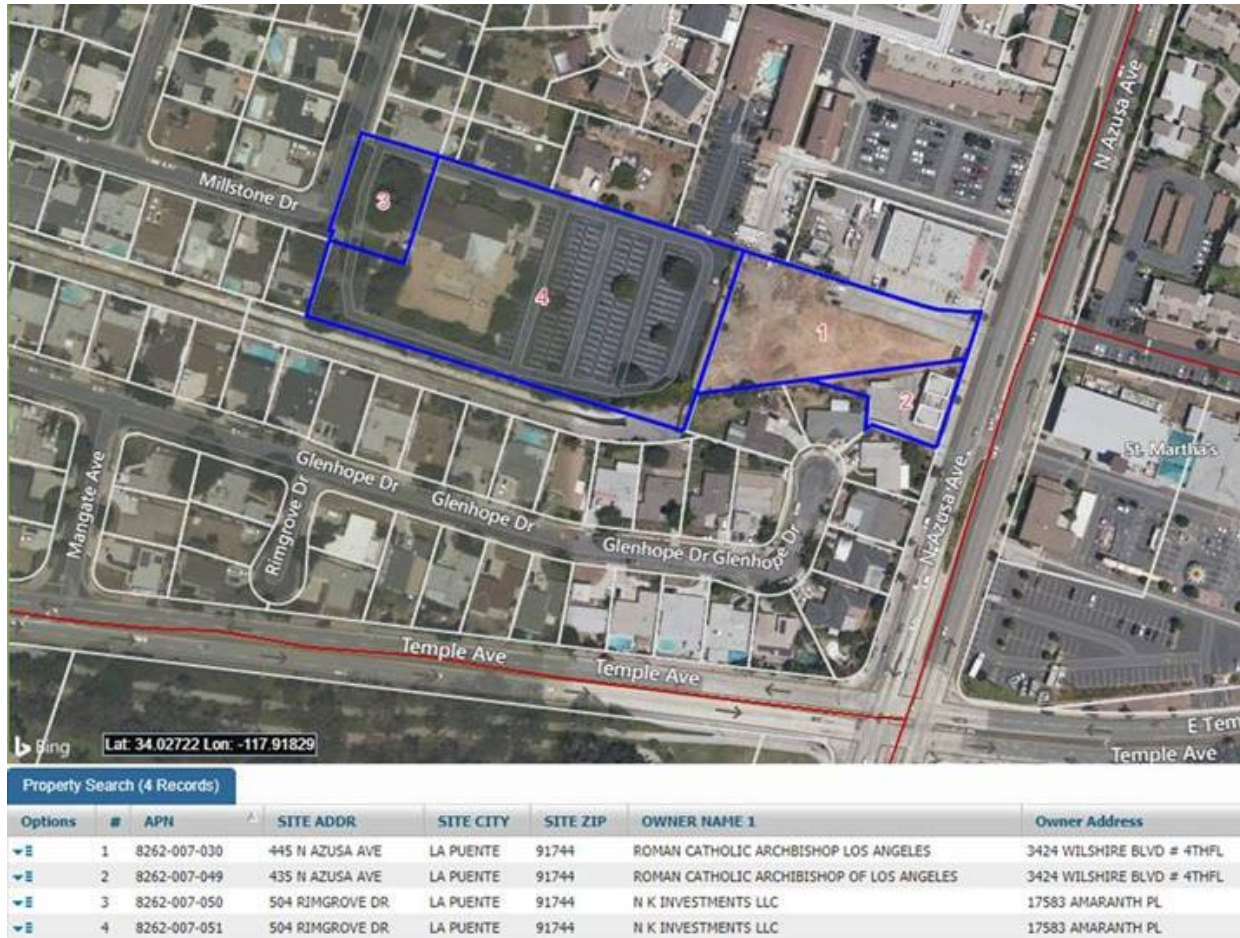 N Azusa Ave
Millstone Dr
3
4
1
2
St. Martha's
N Azusa Ave
Mangate Ave
Rimgrove Dr
Glenhope Dr
Glenhope Dr
Glenhope Dr Glenhope Dr
Temple Ave
Temple Ave
E Tem
Temple Ave
Bing
Lat: 34.02722 Lon: -117.91829
Property Search (4 Records)
Options # APN SITE ADDR SITE CITY SITE ZIP OWNER NAME 1 Owner Address
1 8262-007-030 445 N AZUSA AVE LA PUENTE 91744 ROMAN CATHOLIC ARCHBISHOP LOS ANGELES 3424 WILSHIRE BLVD # 4THFL
2 8262-007-049 435 N AZUSA AVE LA PUENTE 91744 ROMAN CATHOLIC ARCHIBISHOP OF LOS ANGELES 3424 WILSHIRE BLVD # 4THFL
3 8262-007-050 504 RIMGROVE DR LA PUENTE 91744 N K INVESTMENTS LLC 17583 AMARANTH PL
4 8262-007-051 504 RIMGROVE DR LA PUENTE 91744 N K INVESTMENTS LLC 17583 AMARANTH PL